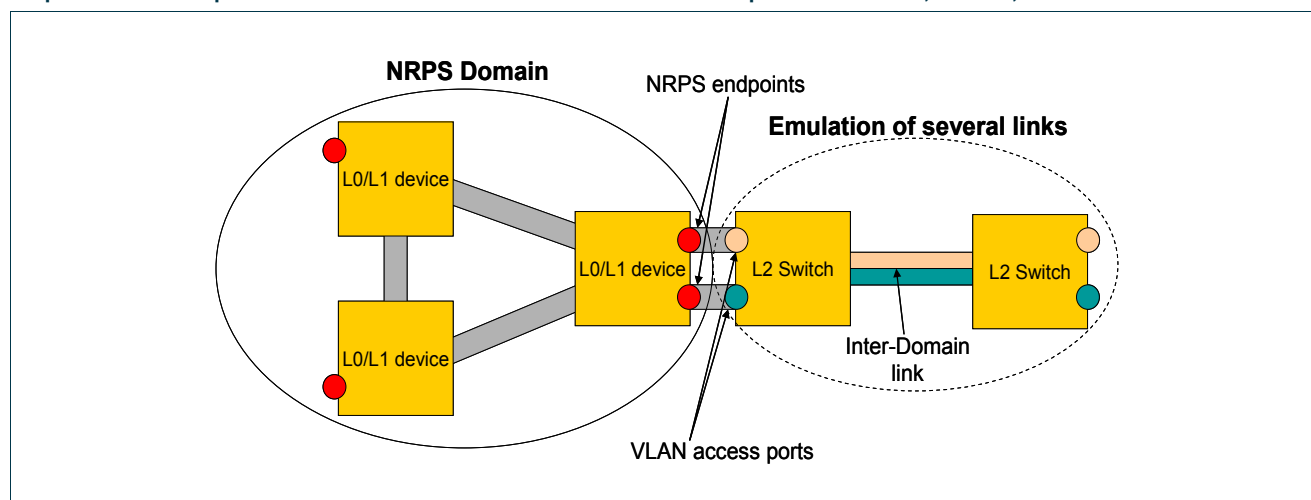 NRPS Domain
NRPS endpoints
Emulation of several links
L0/L1 device
L0/L1 device
L2 Switch
L2 Switch
L0/L1 device
Inter-Domain
link
VLAN access ports